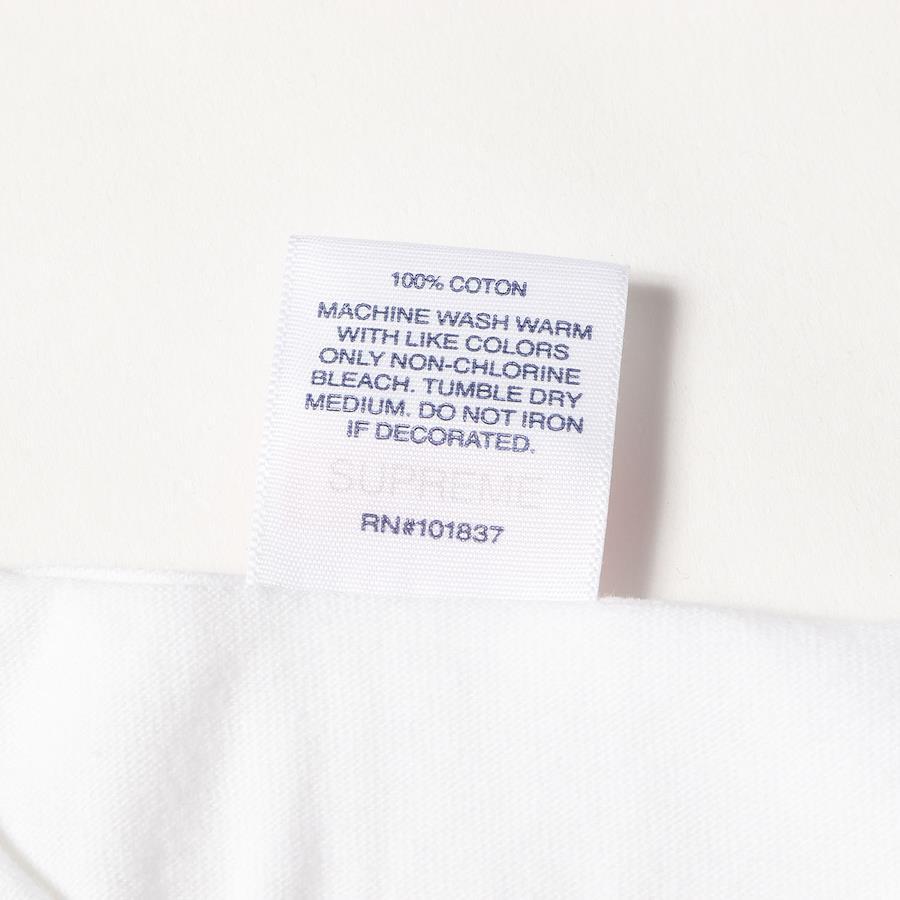 100% COTON
MACHINE WASH WARM
WITH LIKE COLORS
ONLY NON-CHLORINE
BLEACH. TUMBLE DRY
MEDIUM. DO NOT IRON
IF DECORATED.
SUPREME
RN#101837